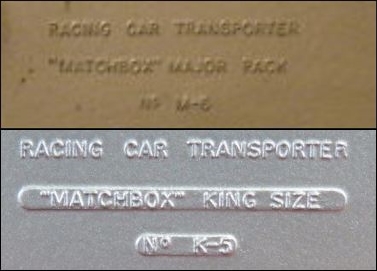 RACING CAR TRANSPORTER
"MATCHBOX" MAJOR PACK
Nº M-6
RACING CAR TRANSPORTER
"MATCHBOX" KING SIZE
Nº K-5